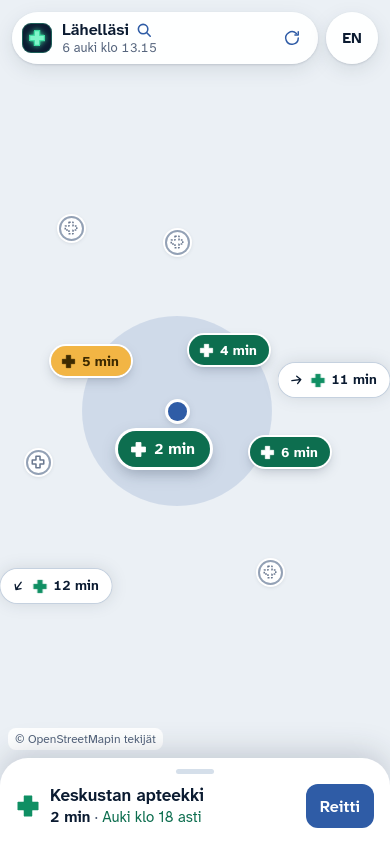 Lähelläsi
6 auki klo 13.15
EN
4 min
5 min
11 min
2 min
6 min
12 min
© OpenStreetMapin tekijät
Keskustan apteekki
2 min · Auki klo 18 asti
Reitti